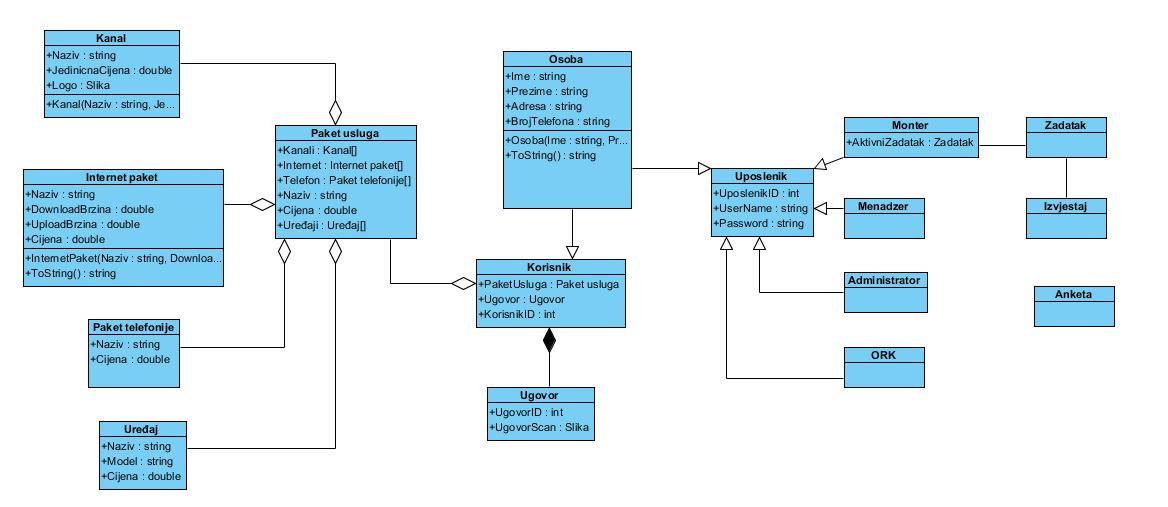 Kanal
+Naziv : string
+JedinicnaCijena : double
+Logo : Slika
+Kanal(Naziv : string, Je...
Internet paket
+Naziv : string
+DownloadBrzina : double
+UploadBrzina : double
+Cijena : double
+InternetPaket(Naziv : string, Downloa...
+ToString() : string
Paket telefonije
+Naziv : string
+Cijena : double
Uređaj
+Naziv : string
+Model : string
+Cijena : double
Paket usluga
+Kanali : Kanal[]
+Internet : Internet paket[]
+Telefon : Paket telefonije[]
+Naziv : string
+Cijena : double
+Uređaji : Uređaj[]
Osoba
+Ime : string
+Prezime : string
+Adresa : string
+BrojTelefona : string
+Osoba(Ime : string, Pr...
+ToString() : string
Korisnik
+PaketUsluga : Paket usluga
+Ugovor : Ugovor
+KorisnikID : int
Ugovor
+UgovorID : int
+UgovorScan : Slika
Uposlenik
+UposlenikID : int
+UserName : string
+Password : string
Monter
+AktivniZadatak : Zadatak
Menadzer
Administrator
ORK
Zadatak
Izvjestaj
Anketa